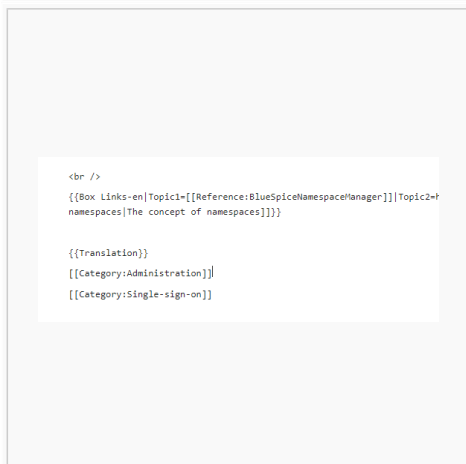 <br />
{{Box Links-en|Topic1=[[Reference:BlueSpiceNamespaceManager]]|Topic2=
namespaces|The concept of namespaces]]}}
{{Translation}}
[[Category:Administration]]
[[Category:Single-sign-on]]